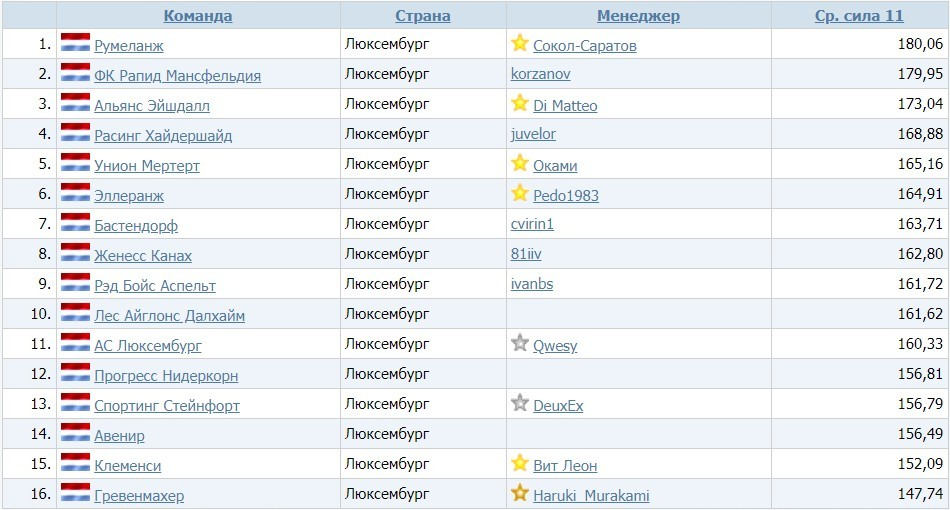 Команда Страна Менеджер Ср. сила 11
1. Румеланж Люксембург Сокол-Саратов 180,06
2. ФК Рапид Мансфельдия Люксембург korzanov 179,95
3. Альянс Эйшдалл Люксембург Di Matteo 173,04
4. Расинг Хайдершайд Люксембург juvelor 168,88
5. Унион Мертерт Люксембург Оками 165,16
6. Эллеранж Люксембург Pedo1983 164,91
7. Бастендорф Люксембург cvirin1 163,71
8. Женесс Канах Люксембург 81iiv 162,80
9. Рэд Бойс Аспельт Люксембург ivanbs 161,72
10. Лес Айглонс Далхайм Люксембург 161,62
11. АС Люксембург Люксембург Qwesy 160,33
12. Прогресс Нидеркорн Люксембург 156,81
13. Спортинг Стейнфорт Люксембург DeuxEx 156,79
14. Авенир Люксембург 156,49
15. Клеменси Люксембург Вит Леон 152,09
16. Гревенмахер Люксембург Haruki_Murakami 147,74